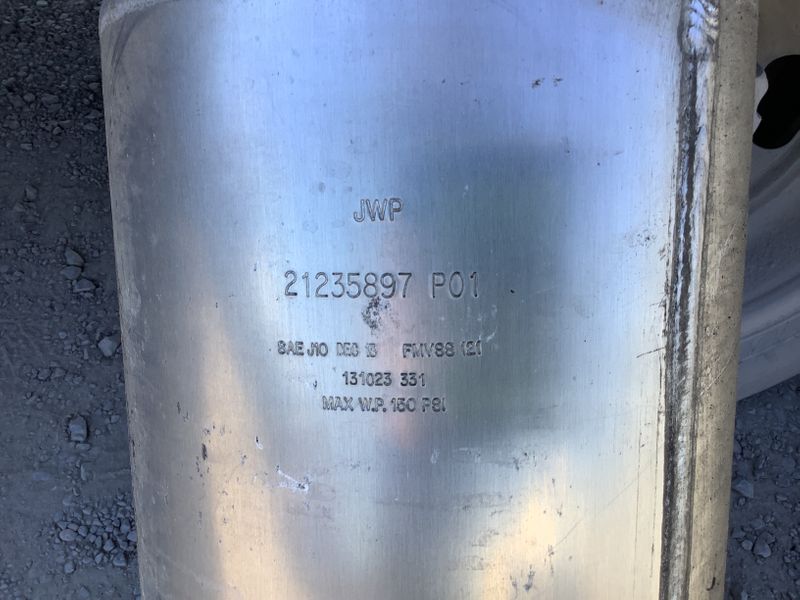 JWP
21235897 P01
SAE J10 DEC 13 FMVSS 121
131023 331
MAX W.P. 150 PSI